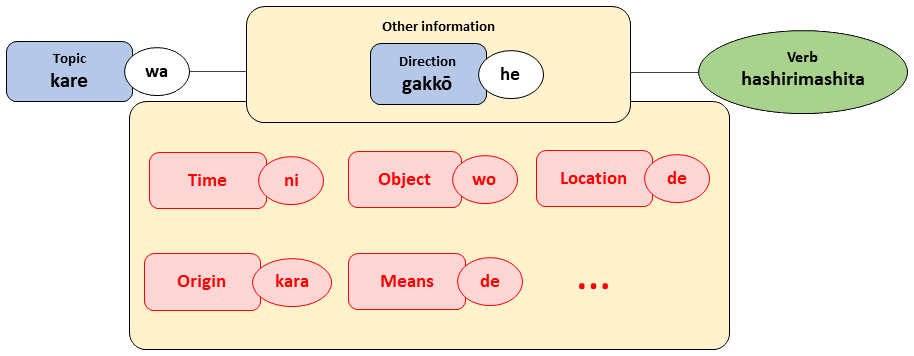 Other information
Topic
kare
wa
Direction
gakkō
he
Verb
hashirimashita
Time
ni
Object
wo
Location
de
Origin
kara
Means
de
...